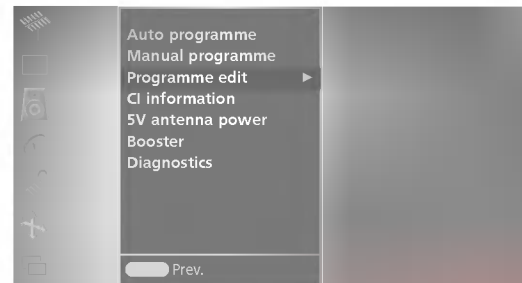 Auto programme
Manual programme
Programme edit
CI information
5V antenna power
Booster
Diagnostics
Prev.